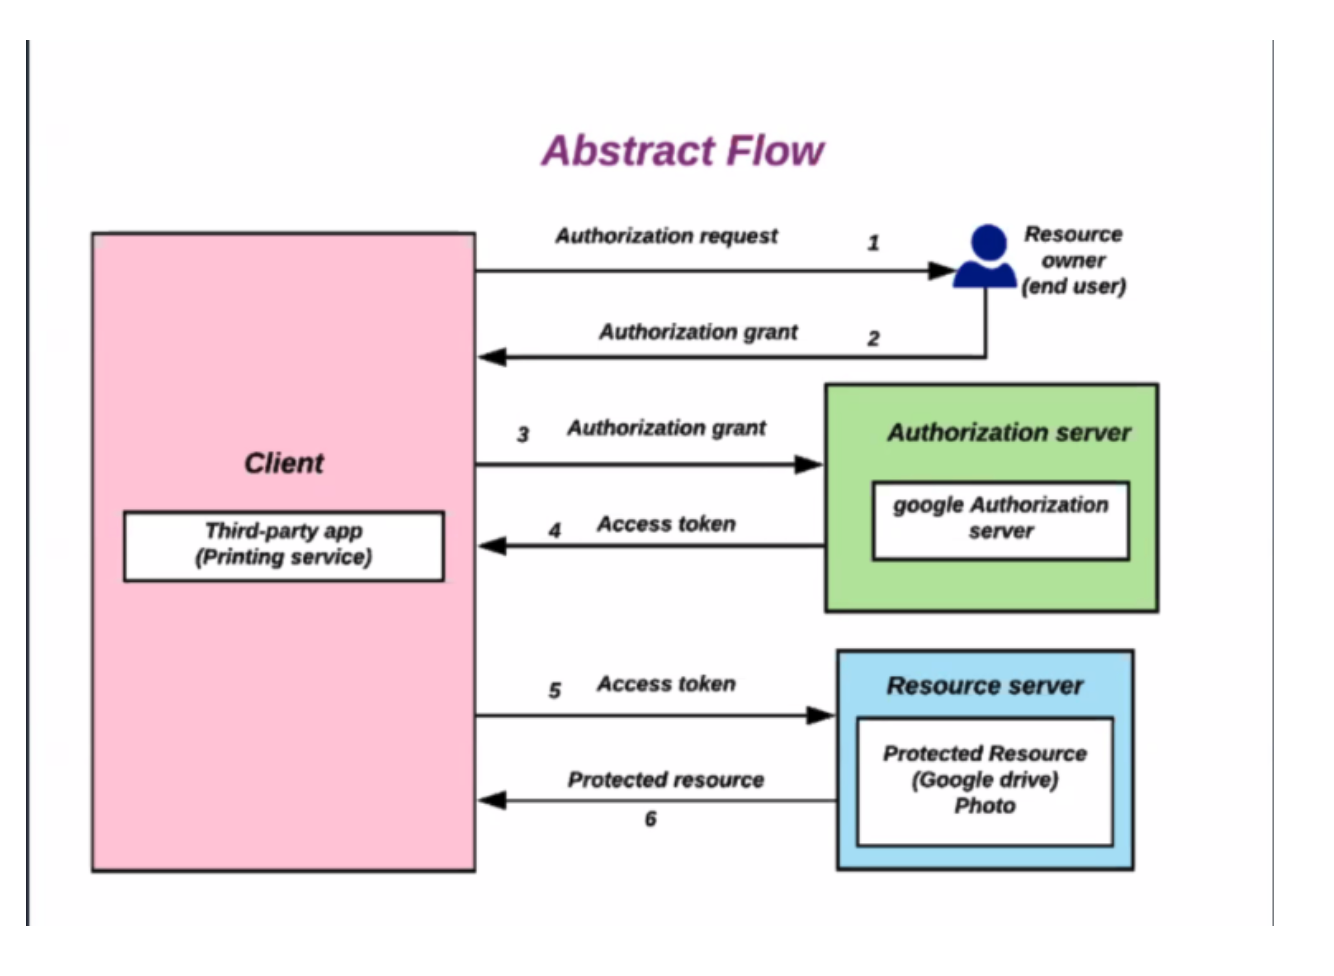 Abstract Flow
Authorization request
1
Resource
owner
(end user)
Authorization grant
2
3
Authorization grant
Authorization server
Client
google Authorization
server
Third-party app
(Printing service)
4
Access token
5
Access token
Resource server
Protected Resource
(Google drive)
Photo
Protected resource
6